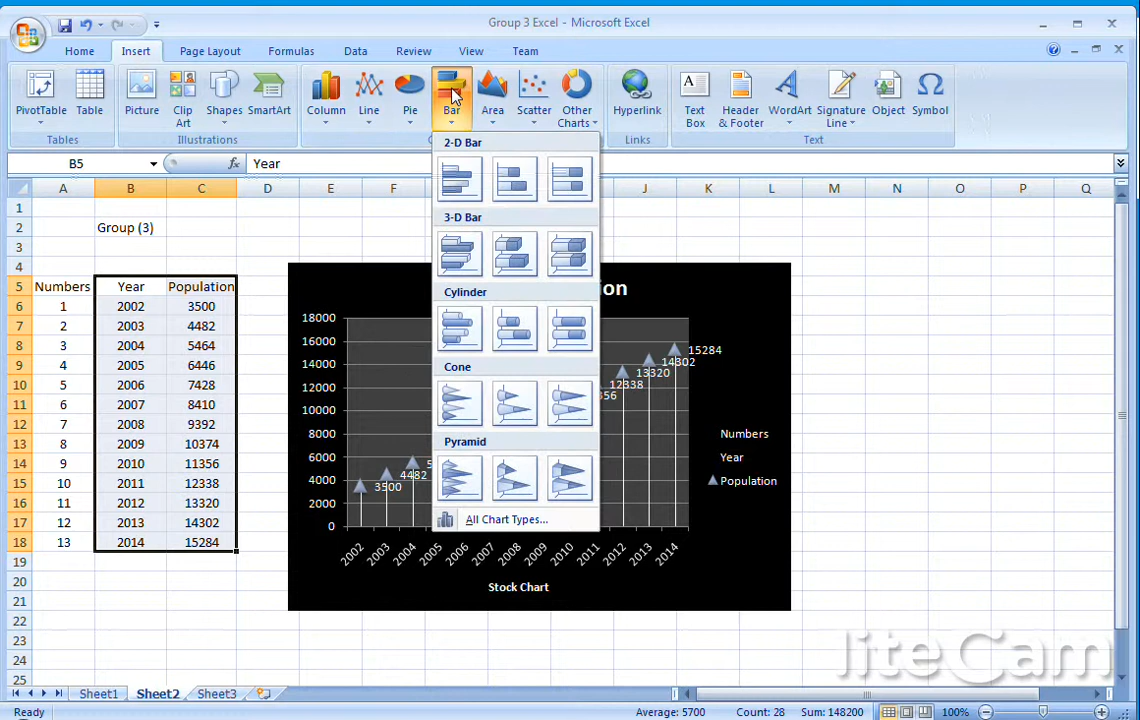 Group 3 Excel - Microsoft Excel
Home Insert Page Layout Formulas Data Review View Team
PivotTable Table Picture Clip Art Shapes SmartArt Column Line Pie Bar Area Scatter Other Charts Hyperlink Text Box Header & Footer WordArt Signature Line Object Symbol
Tables Illustrations Links Text
B5 fx Year
A B C D E F J K L M N O P Q
1
2 Group (3)
3
4
5 Numbers Year Population
6 1 2002 3500
7 2 2003 4482
8 3 2004 5464
9 4 2005 6446
10 5 2006 7428
11 6 2007 8410
12 7 2008 9392
13 8 2009 10374
14 9 2010 11356
15 10 2011 12338
16 11 2012 13320
17 12 2013 14302
18 13 2014 15284
19
20
21
22
23
24
25
2-D Bar
3-D Bar
Cylinder
Cone
Pyramid
All Chart Types...
18000
16000
14000
12000
10000
8000
6000
4000
2000
0
3500
4482
12338
13320
14302
15284
2002 2003 2004 2005 2006 2007 2008 2009 2010 2011 2012 2013 2014
Stock Chart
Numbers
Year
Population
liteCam
Sheet1 Sheet2 Sheet3
Ready Average: 5700 Count: 28 Sum: 148200 100%